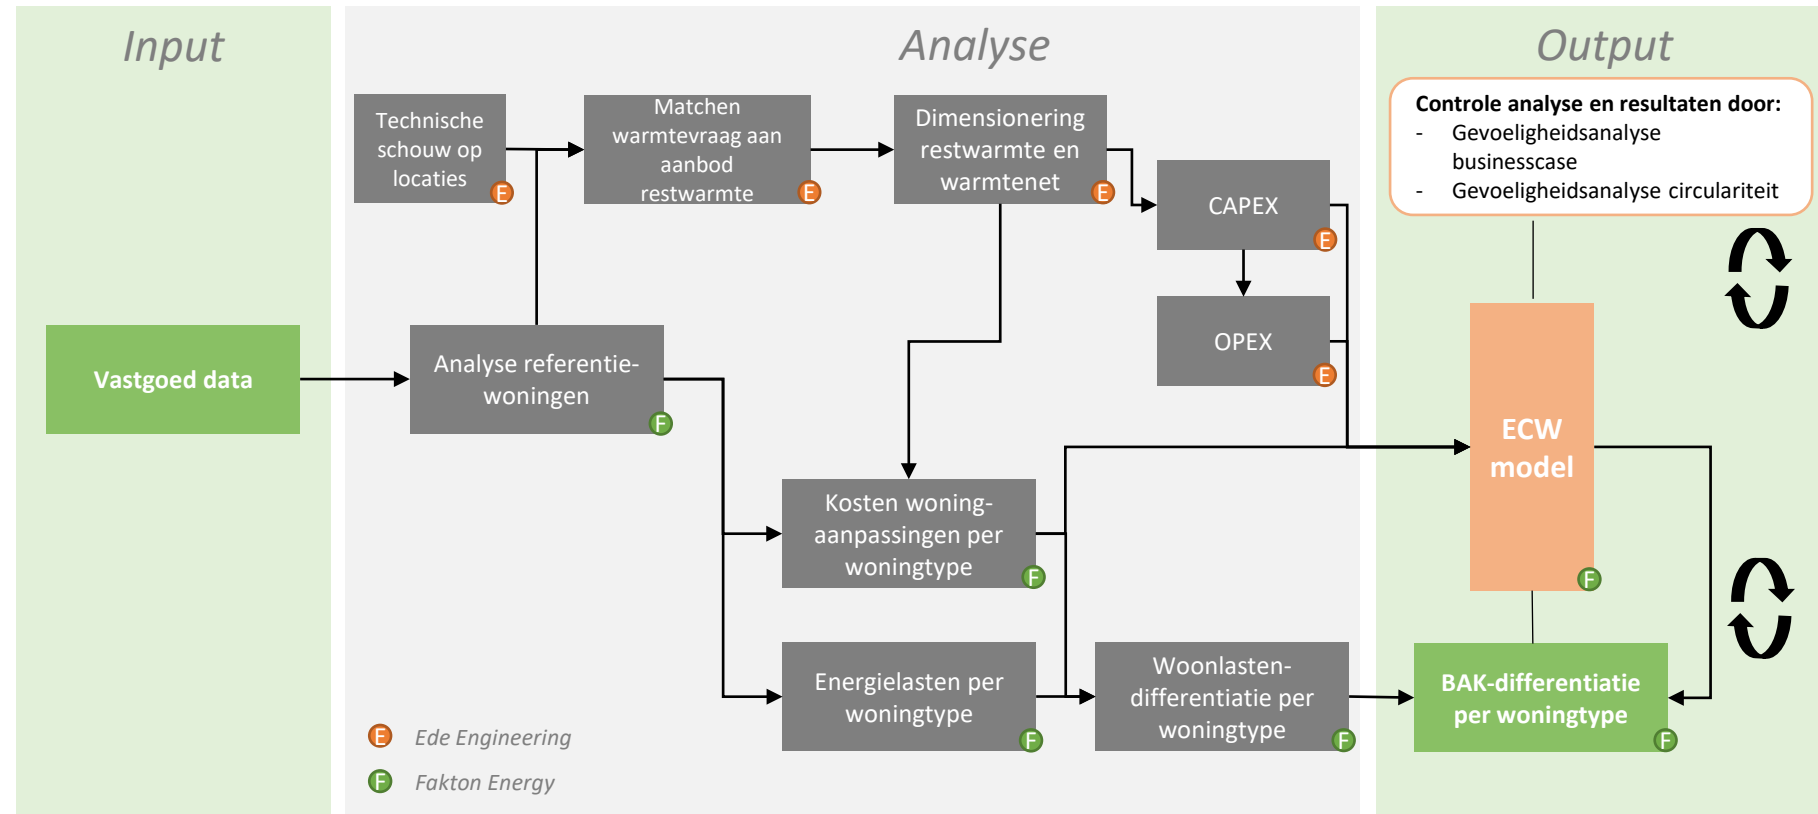 Input
Analyse
Output
Technische
schouw op
locaties
E
Matchen
warmtevraag aan
aanbod
restwarmte
E
Dimensionering
restwarmte en
warmtenet
E
CAPEX
E
OPEX
E
Controle analyse en resultaten door:
- Gevoeligheidsanalyse
businesscase
- Gevoeligheidsanalyse circulariteit
Vastgoed data
Analyse referentie-
woningen
F
ECW
model
F
Kosten woning-
aanpassingen per
woningtype
F
Energielasten per
woningtype
F
Woonlasten-
differentiatie per
woningtype
F
BAK-differentiatie
per woningtype
F
E Ede Engineering
F Fakton Energy